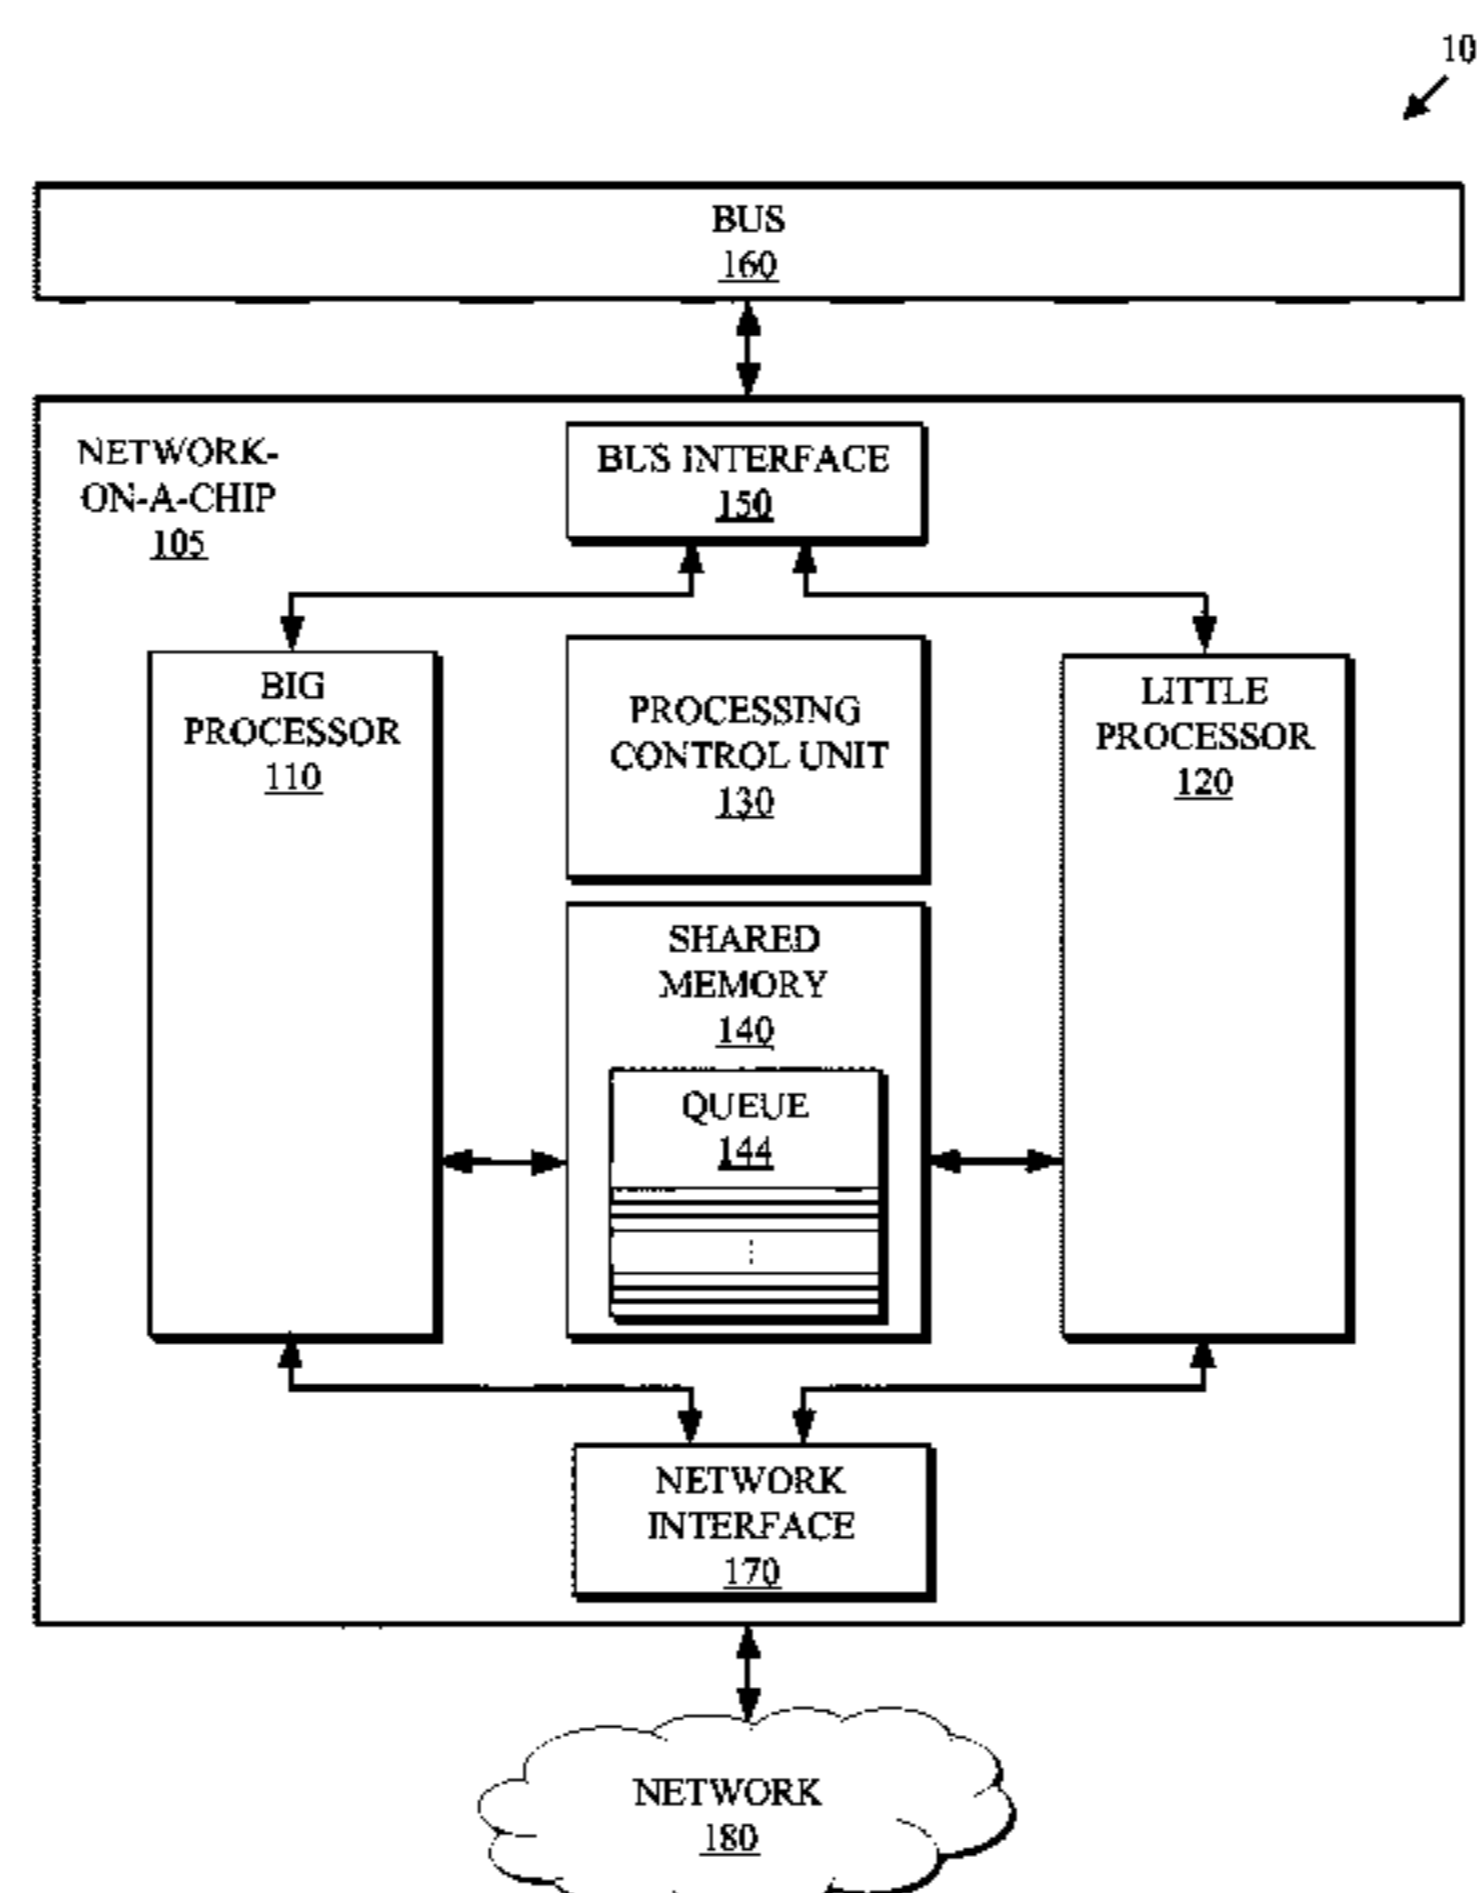 10
BUS
160
NETWORK-
ON-A-CHIP
105
BUS INTERFACE
150
BIG
PROCESSOR
110
PROCESSING
CONTROL UNIT
130
LITTLE
PROCESSOR
120
SHARED
MEMORY
140
QUEUE
144
NETWORK
INTERFACE
170
NETWORK
180